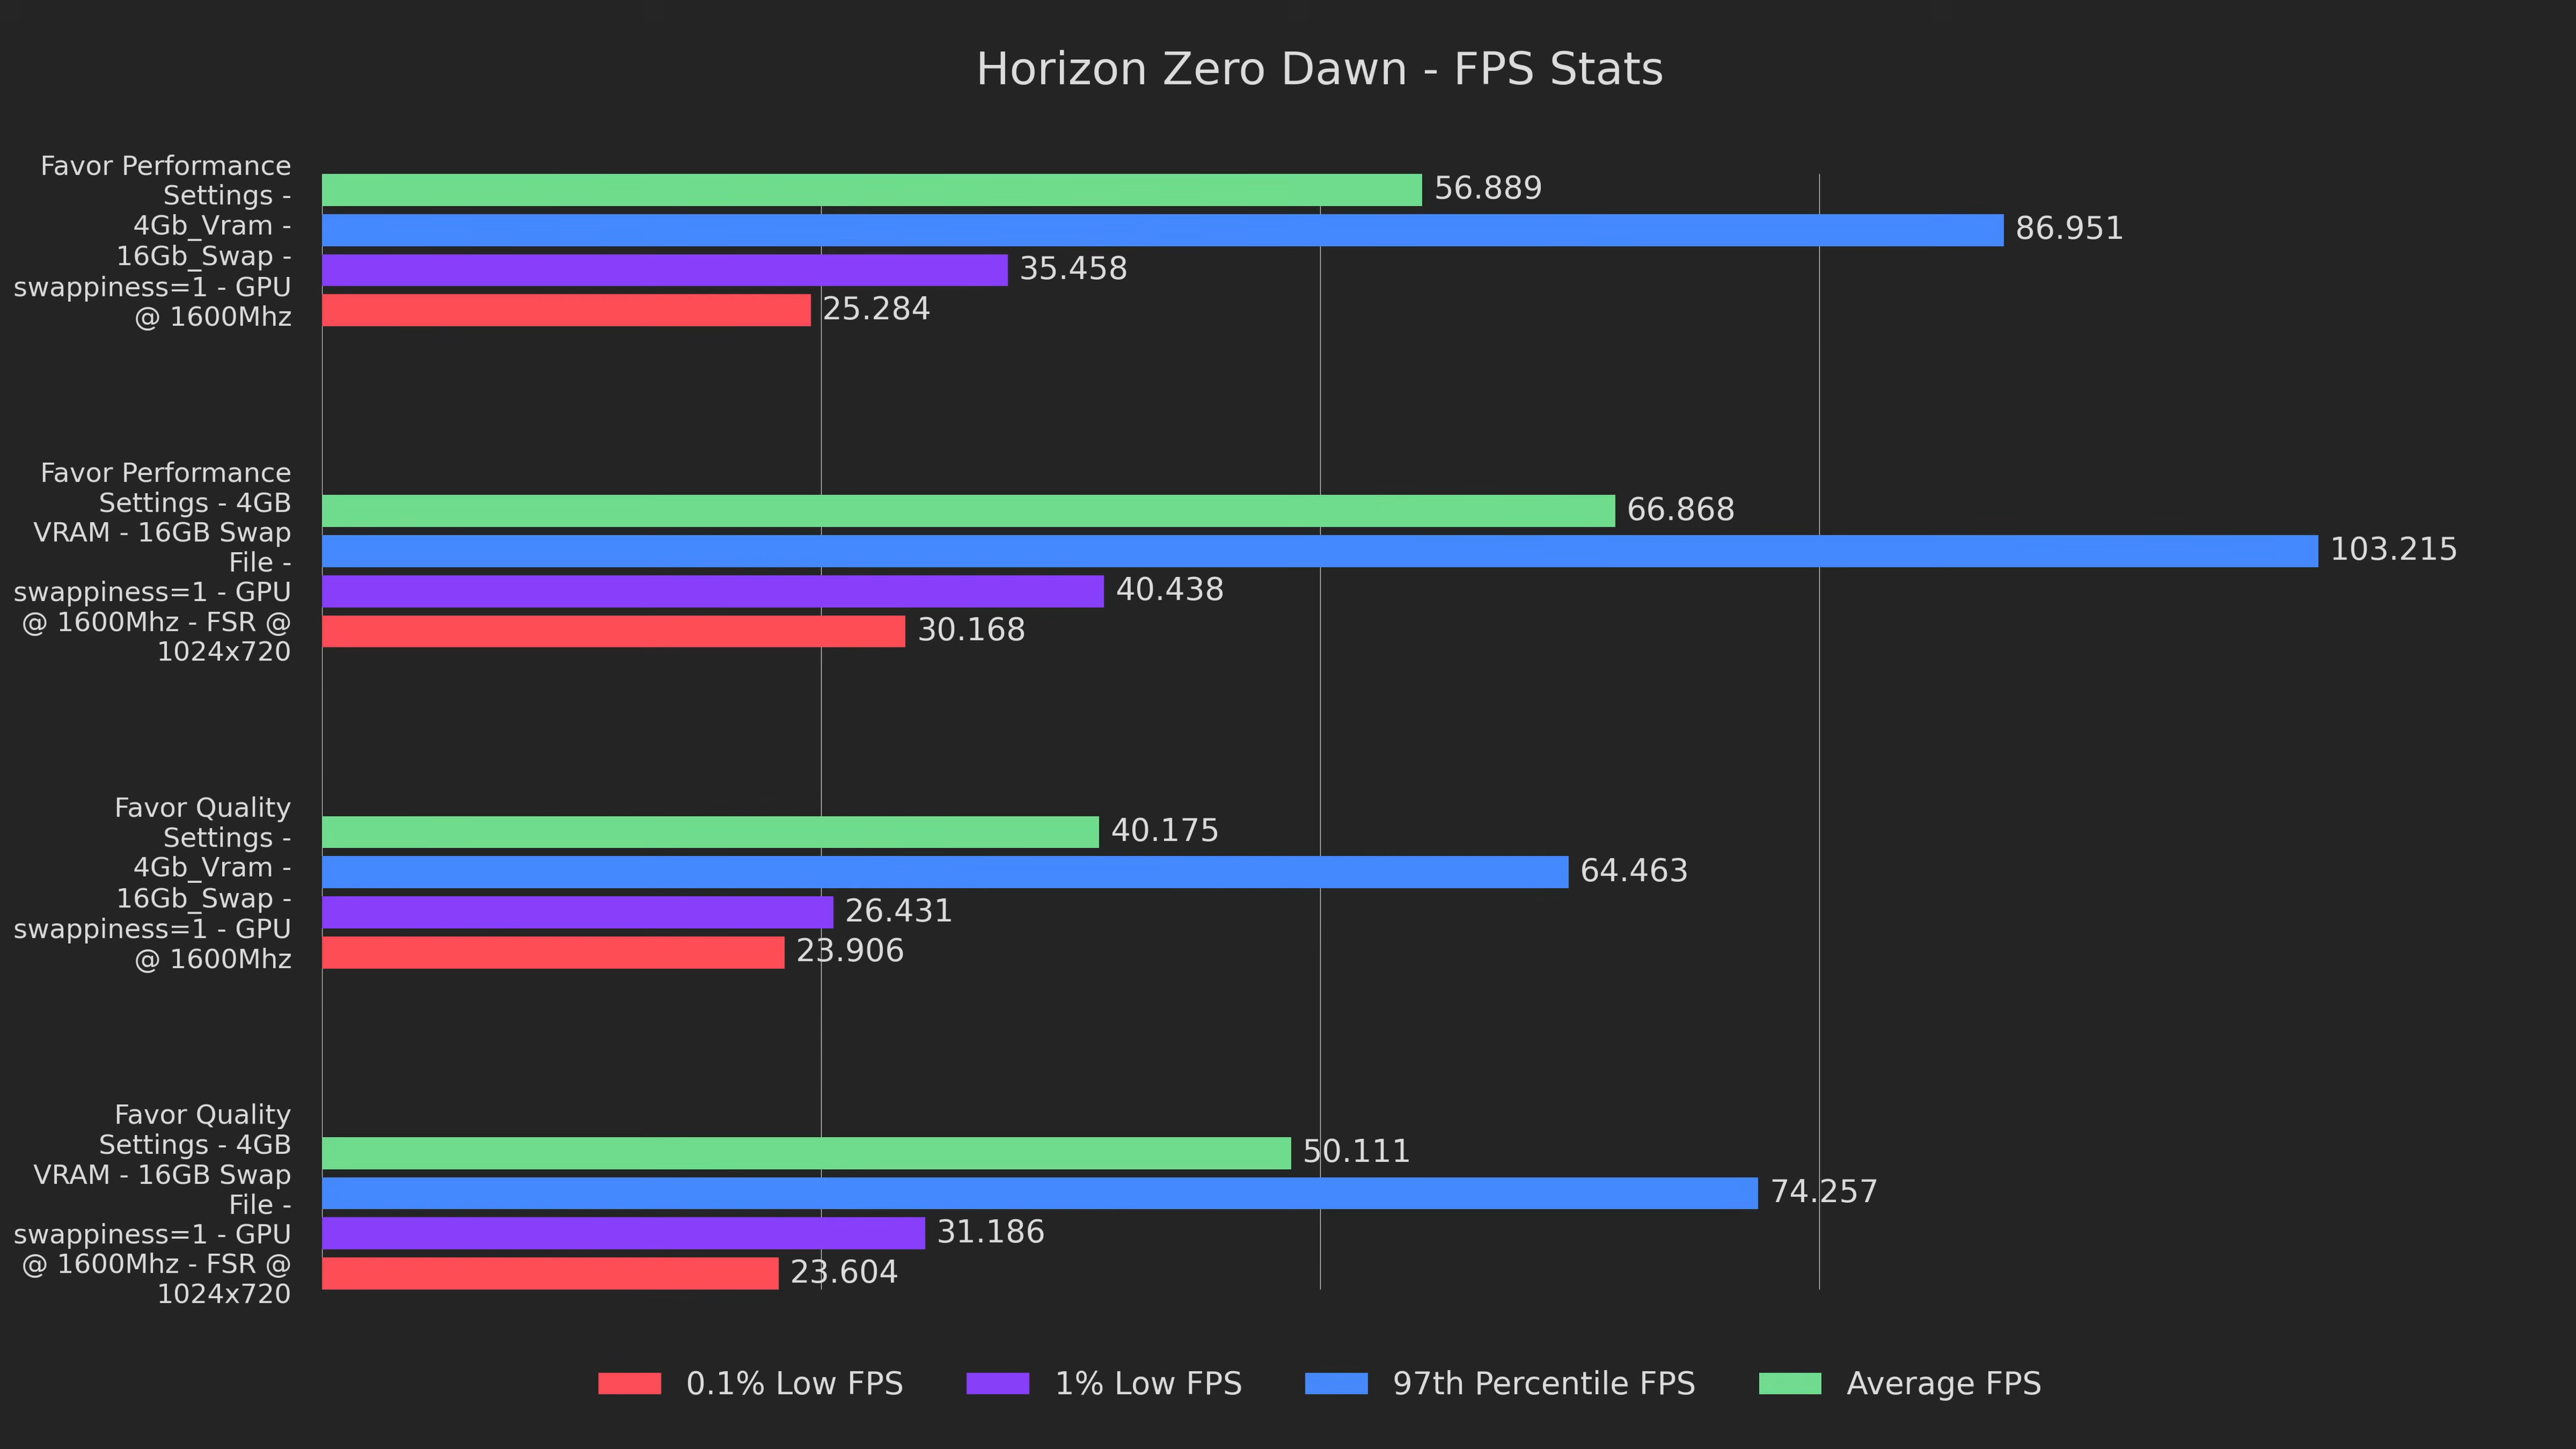 Horizon Zero Dawn - FPS Stats
Favor Performance
Settings -
4Gb_Vram -
16Gb_Swap -
swappiness=1 - GPU
@ 1600Mhz
56.889
86.951
35.458
25.284
Favor Performance
Settings - 4GB
VRAM - 16GB Swap
File -
swappiness=1 - GPU
@ 1600Mhz - FSR @
1024x720
66.868
103.215
40.438
30.168
Favor Quality
Settings -
4Gb_Vram -
16Gb_Swap -
swappiness=1 - GPU
@ 1600Mhz
40.175
64.463
26.431
23.906
Favor Quality
Settings - 4GB
VRAM - 16GB Swap
File -
swappiness=1 - GPU
@ 1600Mhz - FSR @
1024x720
50.111
74.257
31.186
23.604
0.1% Low FPS
1% Low FPS
97th Percentile FPS
Average FPS